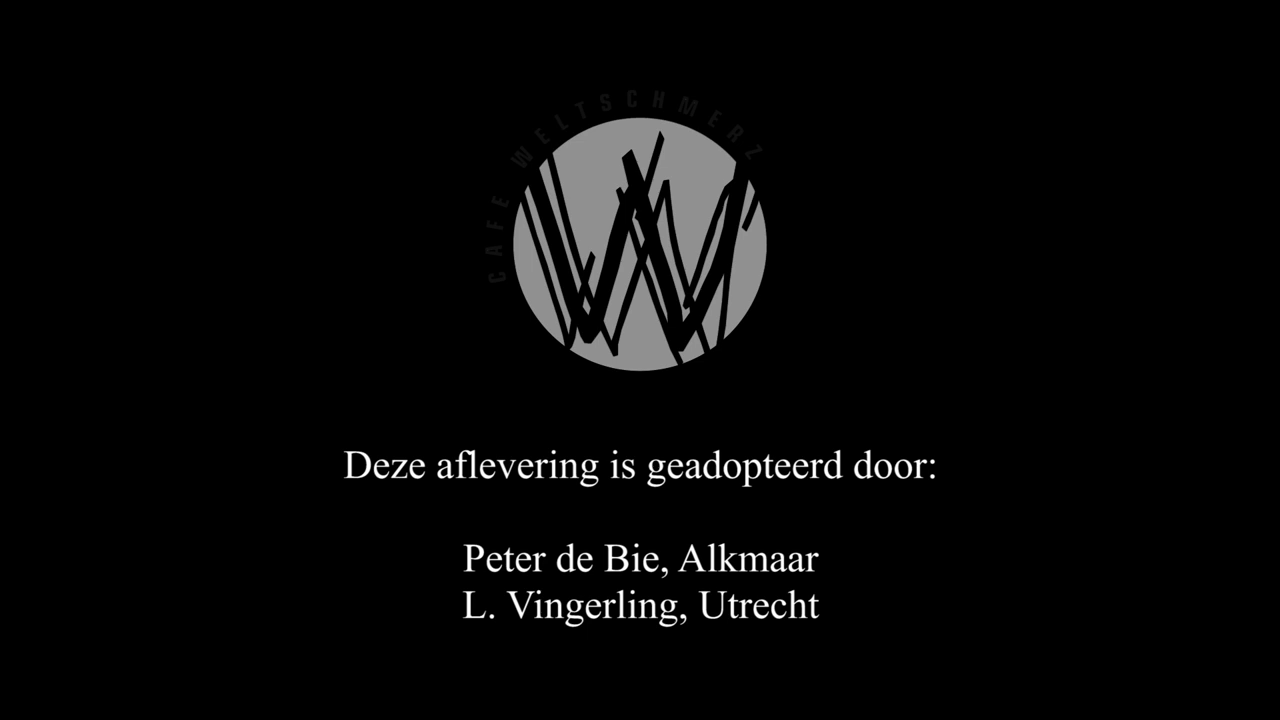 CAFE WELTSCHMERZ
Deze aflevering is geadopteerd door:
Peter de Bie, Alkmaar
L. Vingerling, Utrecht